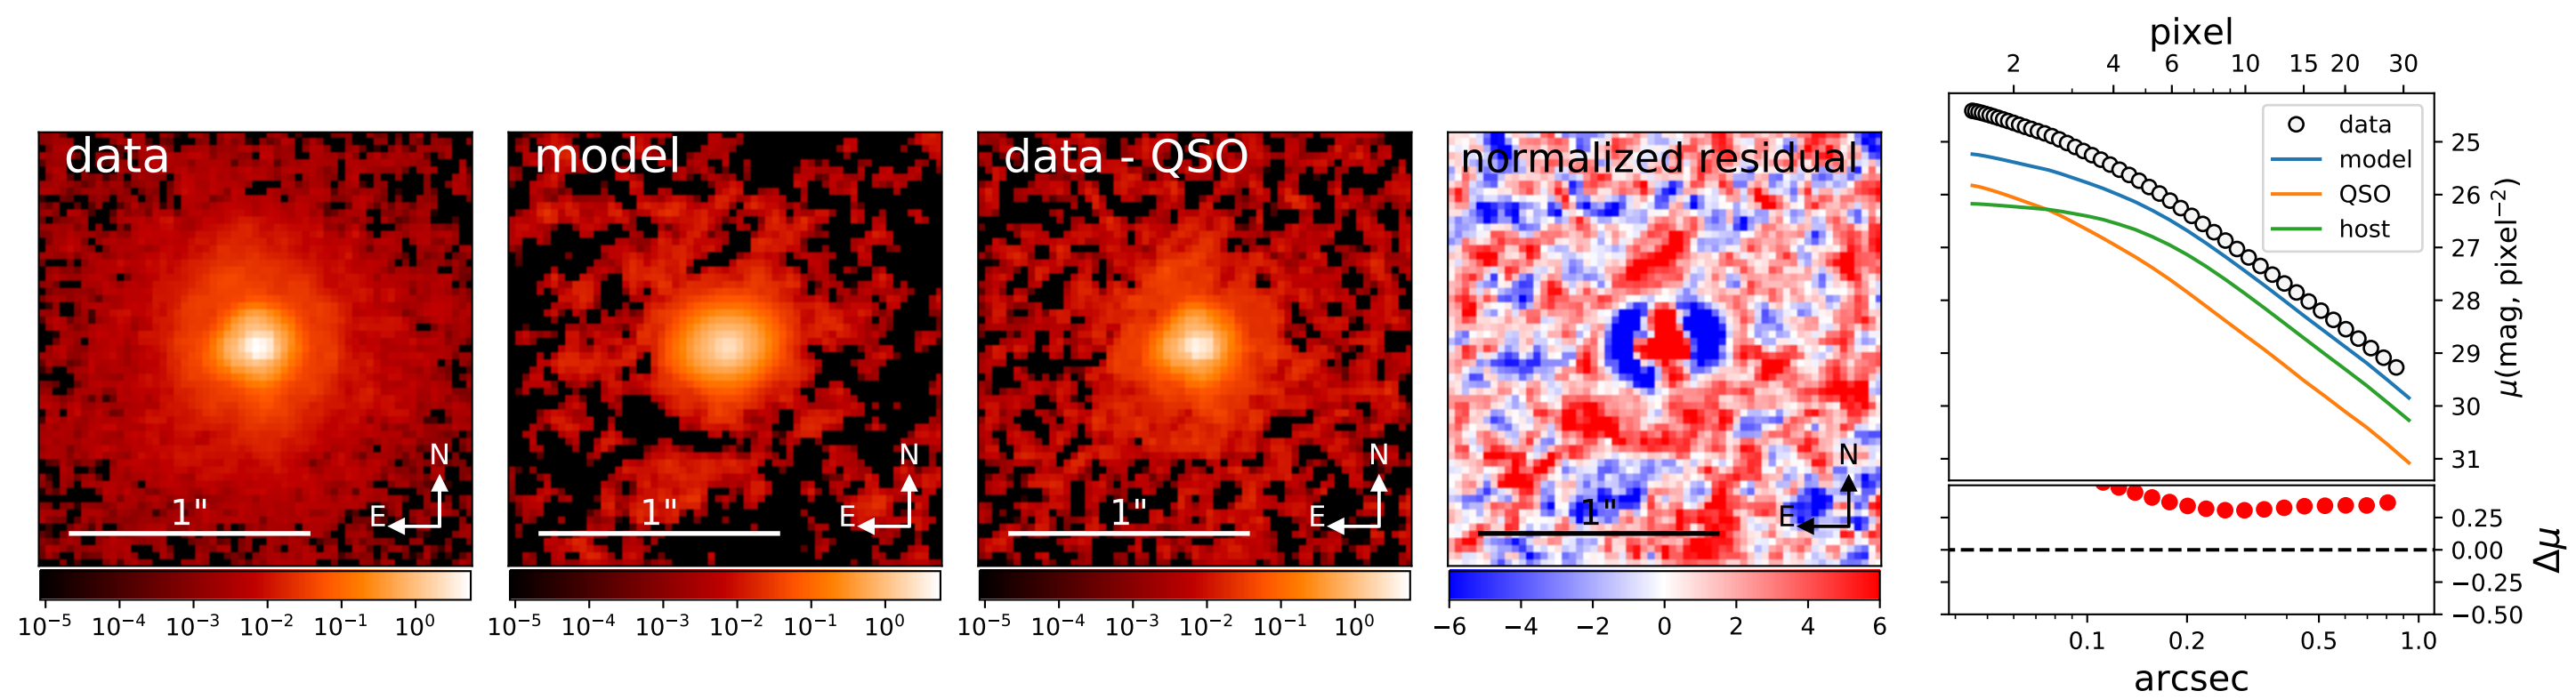 data
1"
N
E
10⁻⁵ 10⁻⁴ 10⁻³ 10⁻² 10⁻¹ 10⁰
model
1"
N
E
10⁻⁵ 10⁻⁴ 10⁻³ 10⁻² 10⁻¹ 10⁰
data - QSO
1"
N
E
10⁻⁵ 10⁻⁴ 10⁻³ 10⁻² 10⁻¹ 10⁰
normalized residual
1"
N
E
−6 −4 −2 0 2 4 6
pixel
2 4 6 10 15 20 30
data
model
QSO
host
25
26
27
28
29
30
31
μ(mag, pixel⁻²)
0.25
0.00
−0.25
−0.50
Δμ
0.1 0.2 0.5 1.0
arcsec